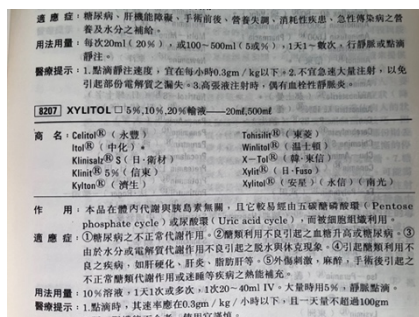 適 應 症：糖尿病、肝機能障礙、手術前後、營養失調、消耗性疾患、急性傳染病之營
養及水分之補給。
用法用量：每次20ml（20％），或100～500ml（5或％），1天1～數次，行靜脈或點滴
靜注。
醫療提示：1.點滴靜注速度，宜在每小時0.3gm／kg以下。2.不宜急速大量注射，以免
引起部份電解質之漏失。3.高張液注射時，偶有血栓性靜脈炎。
8207 XYLITOL □ 5％,10％,20％輸液──20ml,500ml
商 名：Celitol®（永豐） Tohisilit®（東菱）
Itol®（中化）* Winlitol®（溫士頓）
Klinisalz® S（日·衛材） X－Tol®（韓·東信）
Klinit® 5％（信東） Xylit®（日·Fuso）
Kylton®（濟生） Xylitol®（安星）（永信）（南光）
作 用：本品在體內代謝與胰島素無關，且它較易經由五碳醣磷酸環（Pentose
phosphate cycle）或尿酸環（Uric acid cycle），而被細胞組織利用。
適 應 症：①糖尿病之不正常代謝作用。②醣類利用不良引起之血糖升高或糖尿病。③
由於水分或電解質代謝作用不良引起之脫水與休克現象。④引起醣類利用不
良之疾病，如肝硬化、肝炎、脂肪肝等。⑤外傷刺激，麻醉，手術後引起之
不正常醣類代謝作用或迷睡等疾病之熱能補充。
用法用量：10％溶液，1天1次或多次，1次20～40ml IV．大量時用5％，靜脈點滴。
醫療提示：1.點滴時，其速率應在0.3gm／kg／小時以下，且一天量不超過100gm